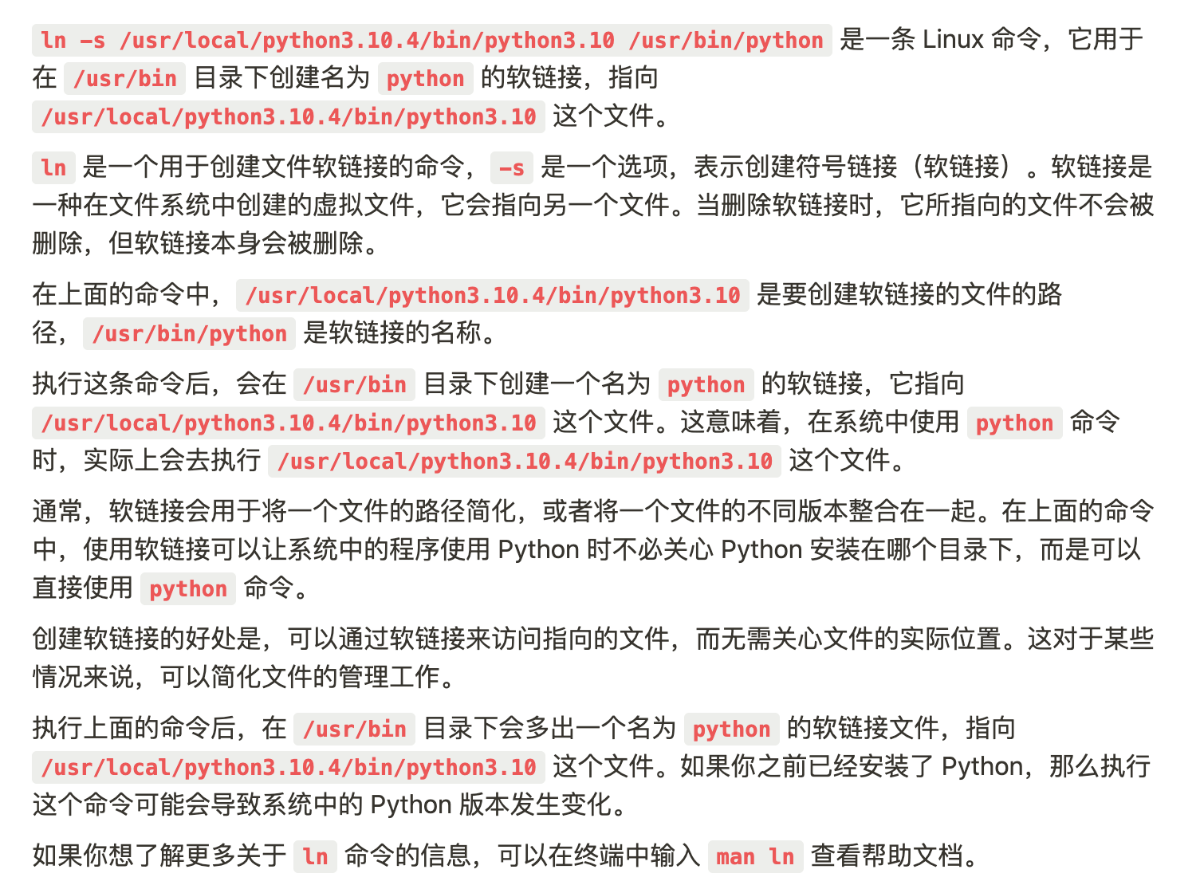 ln -s /usr/local/python3.10.4/bin/python3.10 /usr/bin/python 是一条 Linux 命令，它用于
在 /usr/bin 目录下创建名为 python 的软链接，指向
/usr/local/python3.10.4/bin/python3.10 这个文件。
ln 是一个用于创建文件软链接的命令，-s 是一个选项，表示创建符号链接（软链接）。软链接是
一种在文件系统中创建的虚拟文件，它会指向另一个文件。当删除软链接时，它所指向的文件不会被
删除，但软链接本身会被删除。
在上面的命令中，/usr/local/python3.10.4/bin/python3.10 是要创建软链接的文件的路
径，/usr/bin/python 是软链接的名称。
执行这条命令后，会在 /usr/bin 目录下创建一个名为 python 的软链接，它指向
/usr/local/python3.10.4/bin/python3.10 这个文件。这意味着，在系统中使用 python 命令
时，实际上会去执行 /usr/local/python3.10.4/bin/python3.10 这个文件。
通常，软链接会用于将一个文件的路径简化，或者将一个文件的不同版本整合在一起。在上面的命令
中，使用软链接可以让系统中的程序使用 Python 时不必关心 Python 安装在哪个目录下，而是可以
直接使用 python 命令。
创建软链接的好处是，可以通过软链接来访问指向的文件，而无需关心文件的实际位置。这对于某些
情况来说，可以简化文件的管理工作。
执行上面的命令后，在 /usr/bin 目录下会多出一个名为 python 的软链接文件，指向
/usr/local/python3.10.4/bin/python3.10 这个文件。如果你之前已经安装了 Python，那么执行
这个命令可能会导致系统中的 Python 版本发生变化。
如果你想了解更多关于 ln 命令的信息，可以在终端中输入 man ln 查看帮助文档。